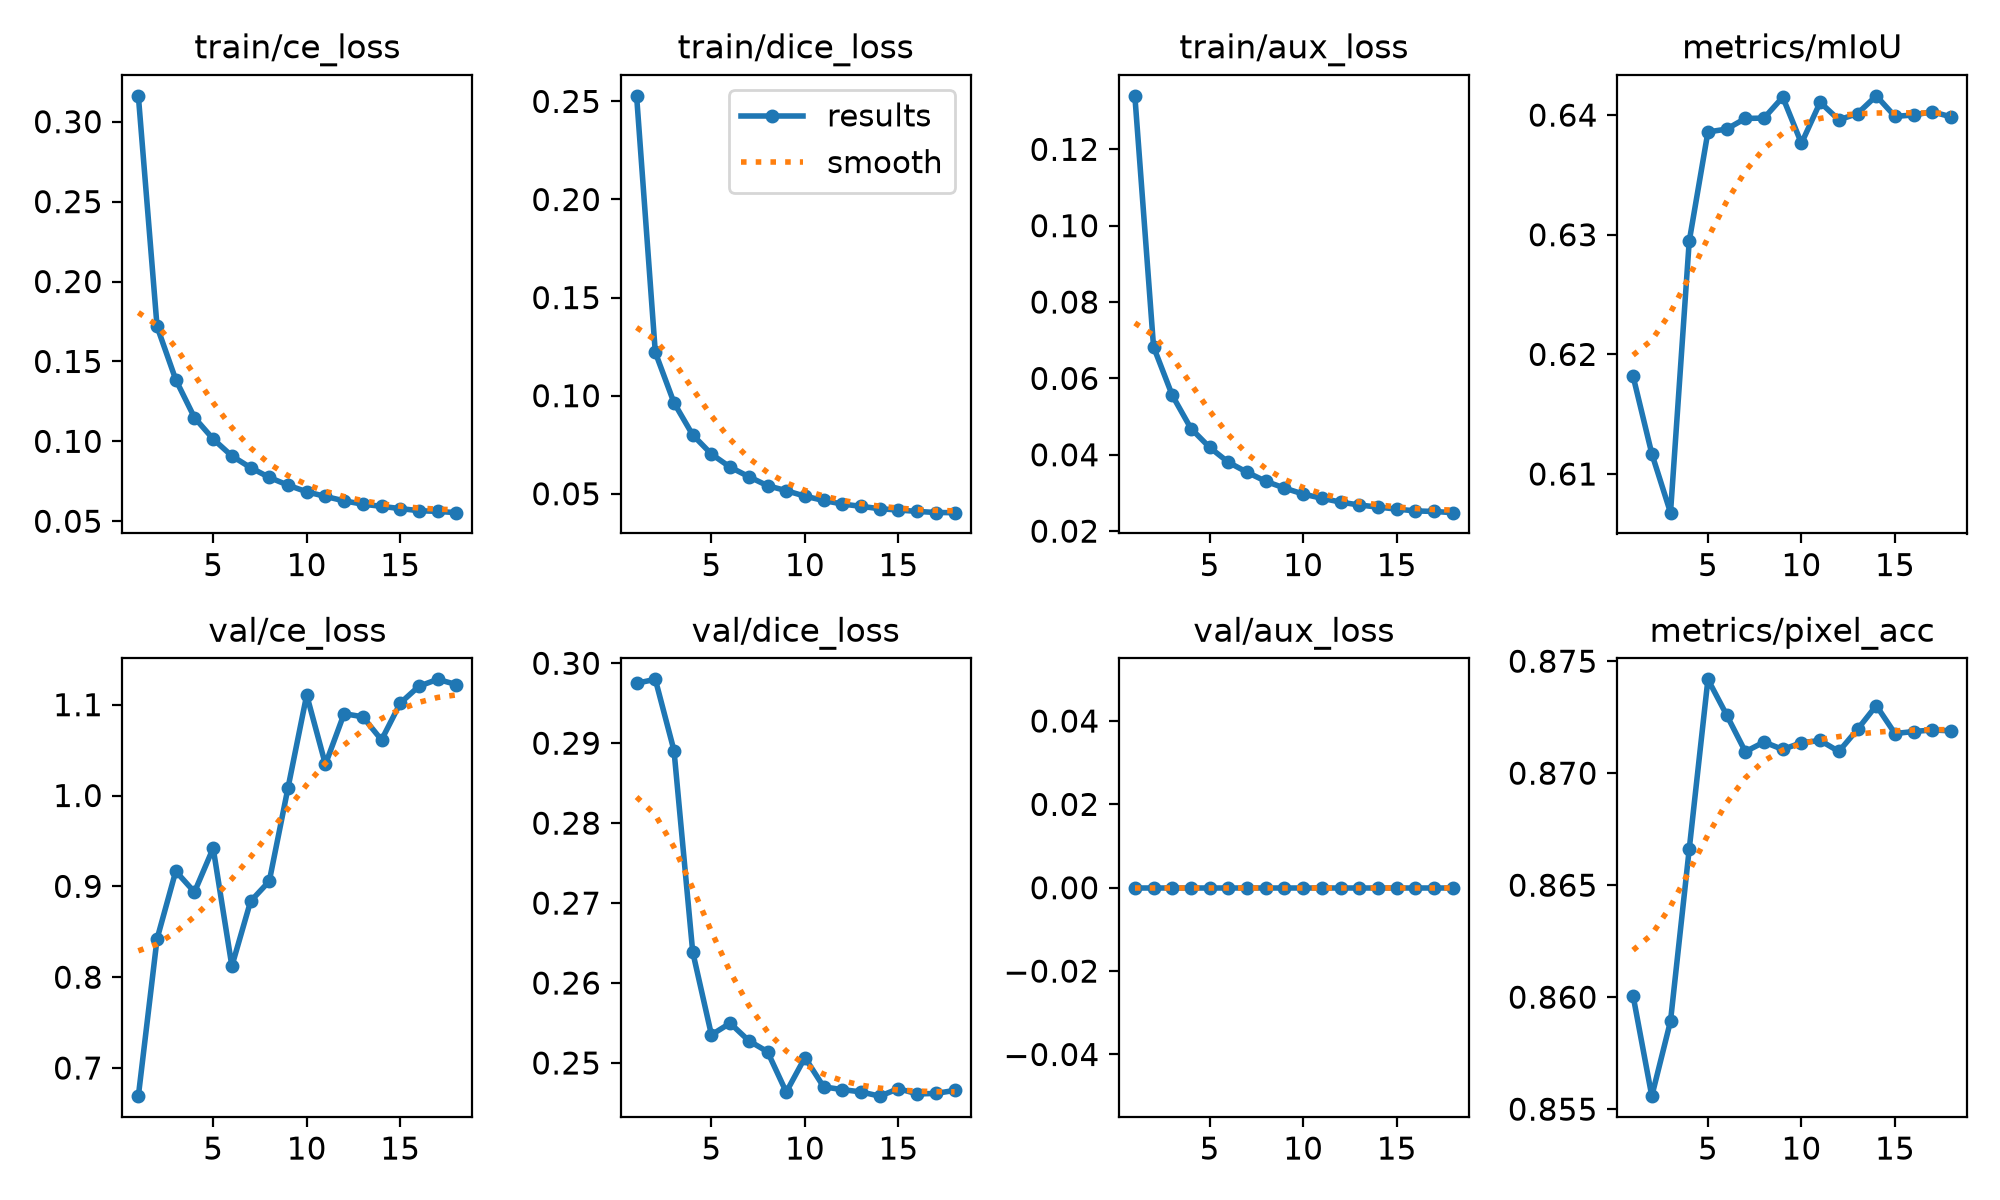 train/ce_loss
0.30
0.25
0.20
0.15
0.10
0.05
5 10 15
train/dice_loss
results
smooth
0.25
0.20
0.15
0.10
0.05
5 10 15
train/aux_loss
0.12
0.10
0.08
0.06
0.04
0.02
5 10 15
metrics/mIoU
0.64
0.63
0.62
0.61
5 10 15
val/ce_loss
1.1
1.0
0.9
0.8
0.7
5 10 15
val/dice_loss
0.30
0.29
0.28
0.27
0.26
0.25
5 10 15
val/aux_loss
0.04
0.02
0.00
−0.02
−0.04
5 10 15
metrics/pixel_acc
0.875
0.870
0.865
0.860
0.855
5 10 15